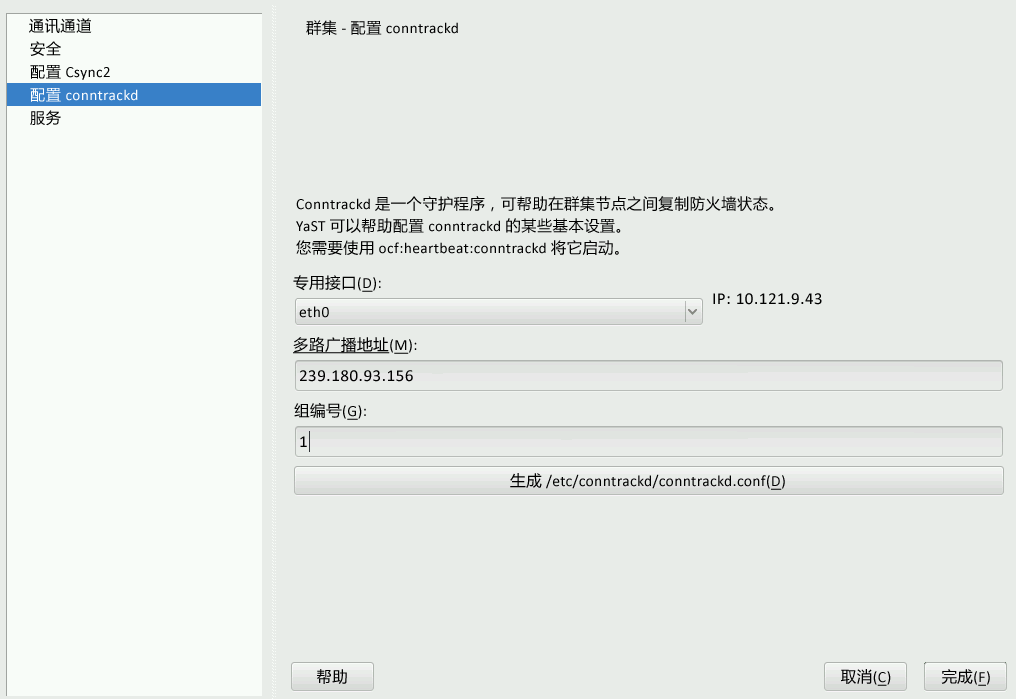 通讯通道
安全
配置 Csync2
配置 conntrackd
服务
群集 - 配置 conntrackd
Conntrackd 是一个守护程序，可帮助在群集节点之间复制防火墙状态。
YaST 可以帮助配置 conntrackd 的某些基本设置。
您需要使用 ocf:heartbeat:conntrackd 将它启动。
专用接口(D):
eth0
IP: 10.121.9.43
多路广播地址(M):
239.180.93.156
组编号(G):
1
生成 /etc/conntrackd/conntrackd.conf(D)
帮助
取消(C)
完成(F)